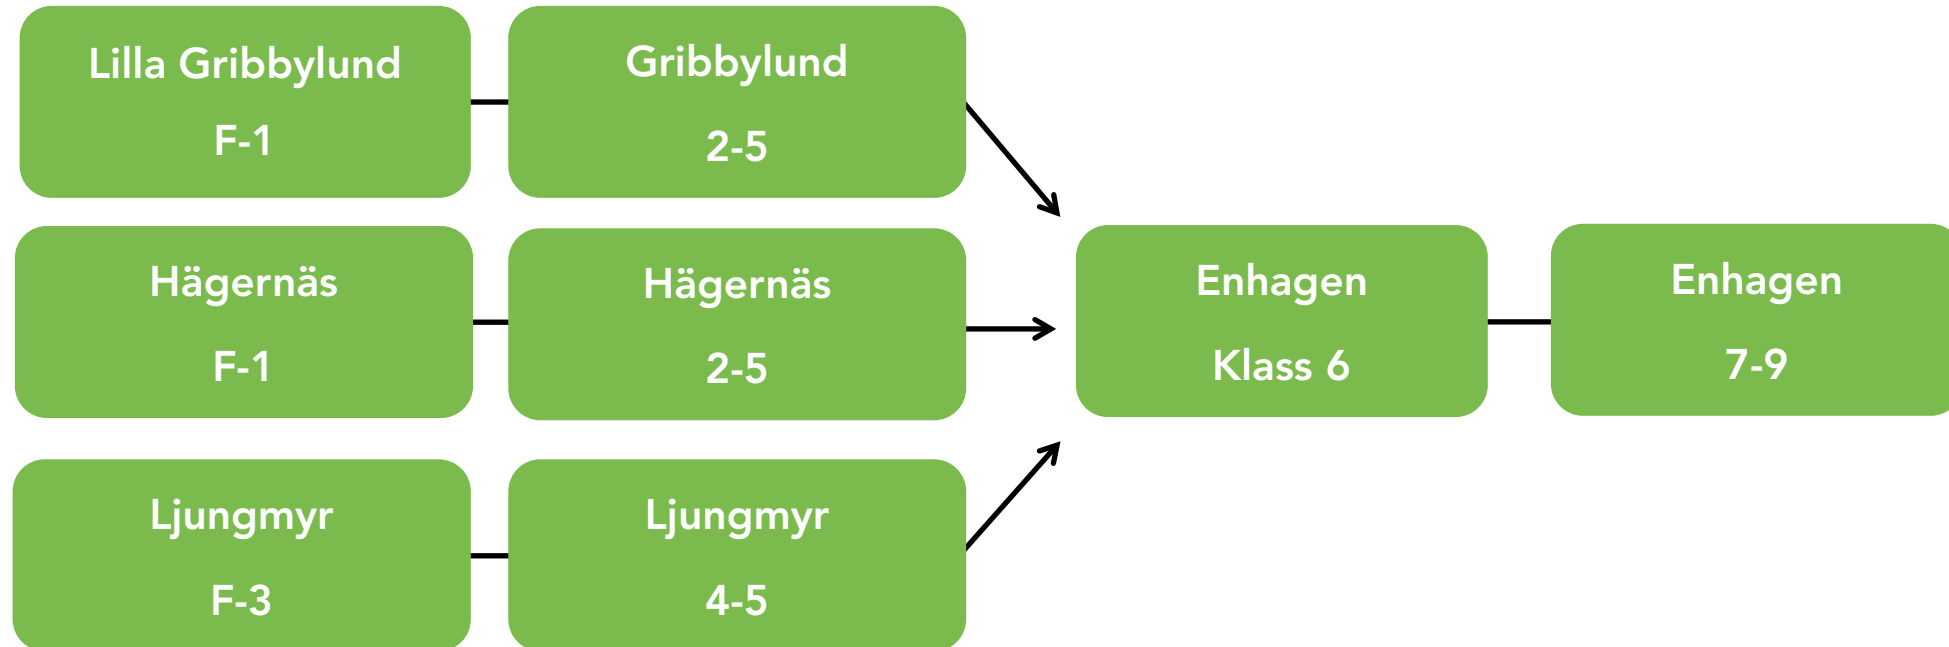 Lilla Gribbylund
F-1
Gribbylund
2-5
Hägernäs
F-1
Hägernäs
2-5
Ljungmyr
F-3
Ljungmyr
4-5
Enhagen
Klass 6
Enhagen
7-9